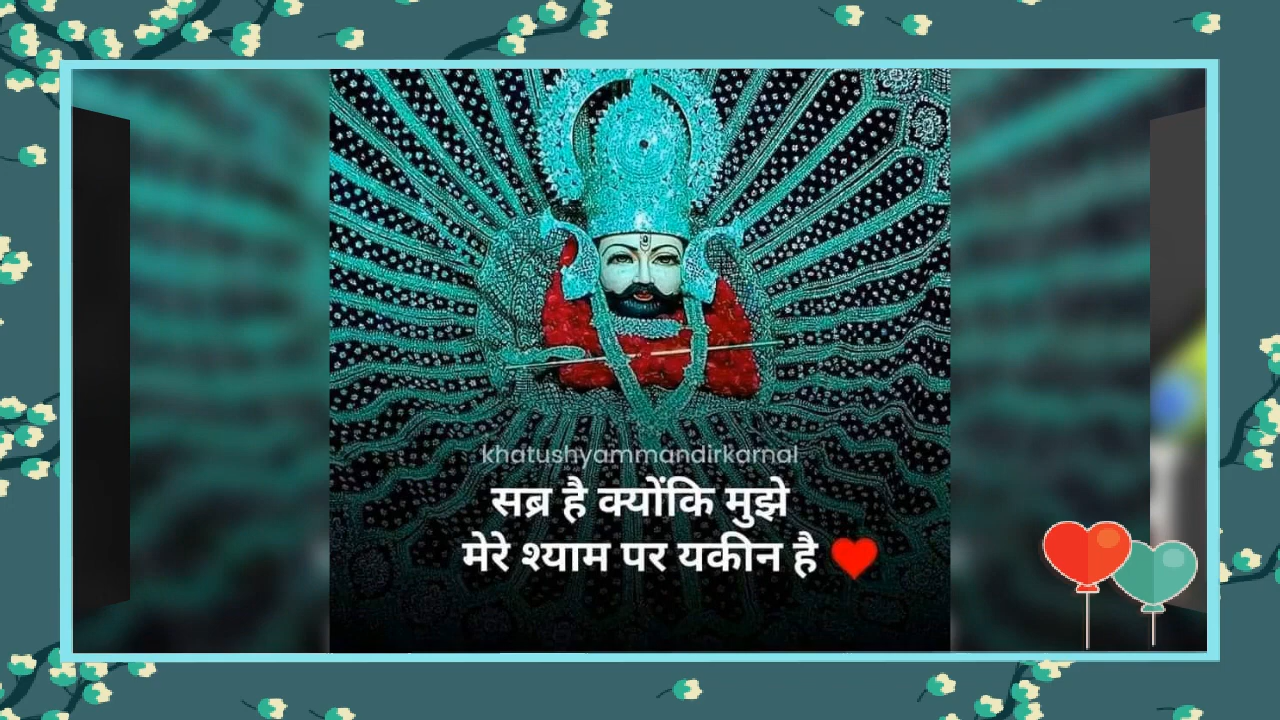 khatushyammandirkarnal
सब्र है क्योंकि मुझे
मेरे श्याम पर यकीन है ❤️